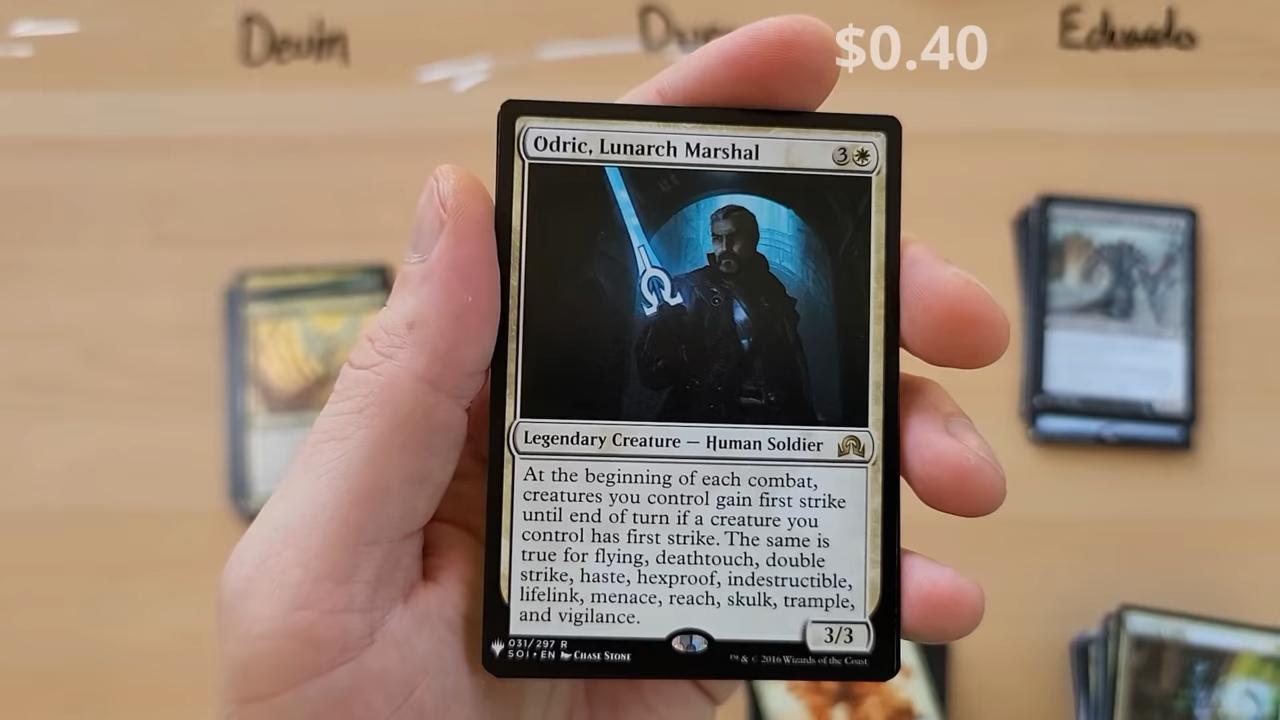 Devin
$0.40
Eduardo
Odric, Lunarch Marshal
3
Legendary Creature — Human Soldier
At the beginning of each combat,
creatures you control gain first strike
until end of turn if a creature you
control has first strike. The same is
true for flying, deathtouch, double
strike, haste, hexproof, indestructible,
lifelink, menace, reach, skulk, trample,
and vigilance.
3/3
031/297 R
SOI • EN Chase Stone
™ & © 2016 Wizards of the Coast